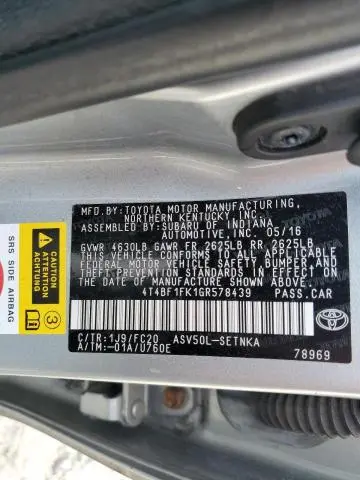 MFD.BY:TOYOTA MOTOR MANUFACTURING,
NORTHERN KENTUCKY, INC.
ASSEMBLED BY:SUBARU OF INDIANA
AUTOMOTIVE, INC. 05/16
GVWR 4630LB GAWR FR 2625LB RR 2625LB
THIS VEHICLE CONFORMS TO ALL APPLICABLE
FEDERAL MOTOR VEHICLE SAFETY, BUMPER AND
THEFT PREVENTION STANDARDS IN EFFECT ON THE
DATE OF MANUFACTURE SHOWN ABOVE.
4T4BF1FK1GR578439 PASS.CAR
C/TR:1J9/FC20 ASV50L-SETNKA
A/TM:-01A/U760E
78969
TOYOTA
SRS SIDE AIRBAG
CAUTION
ATTENTION
ACHTUNG
3